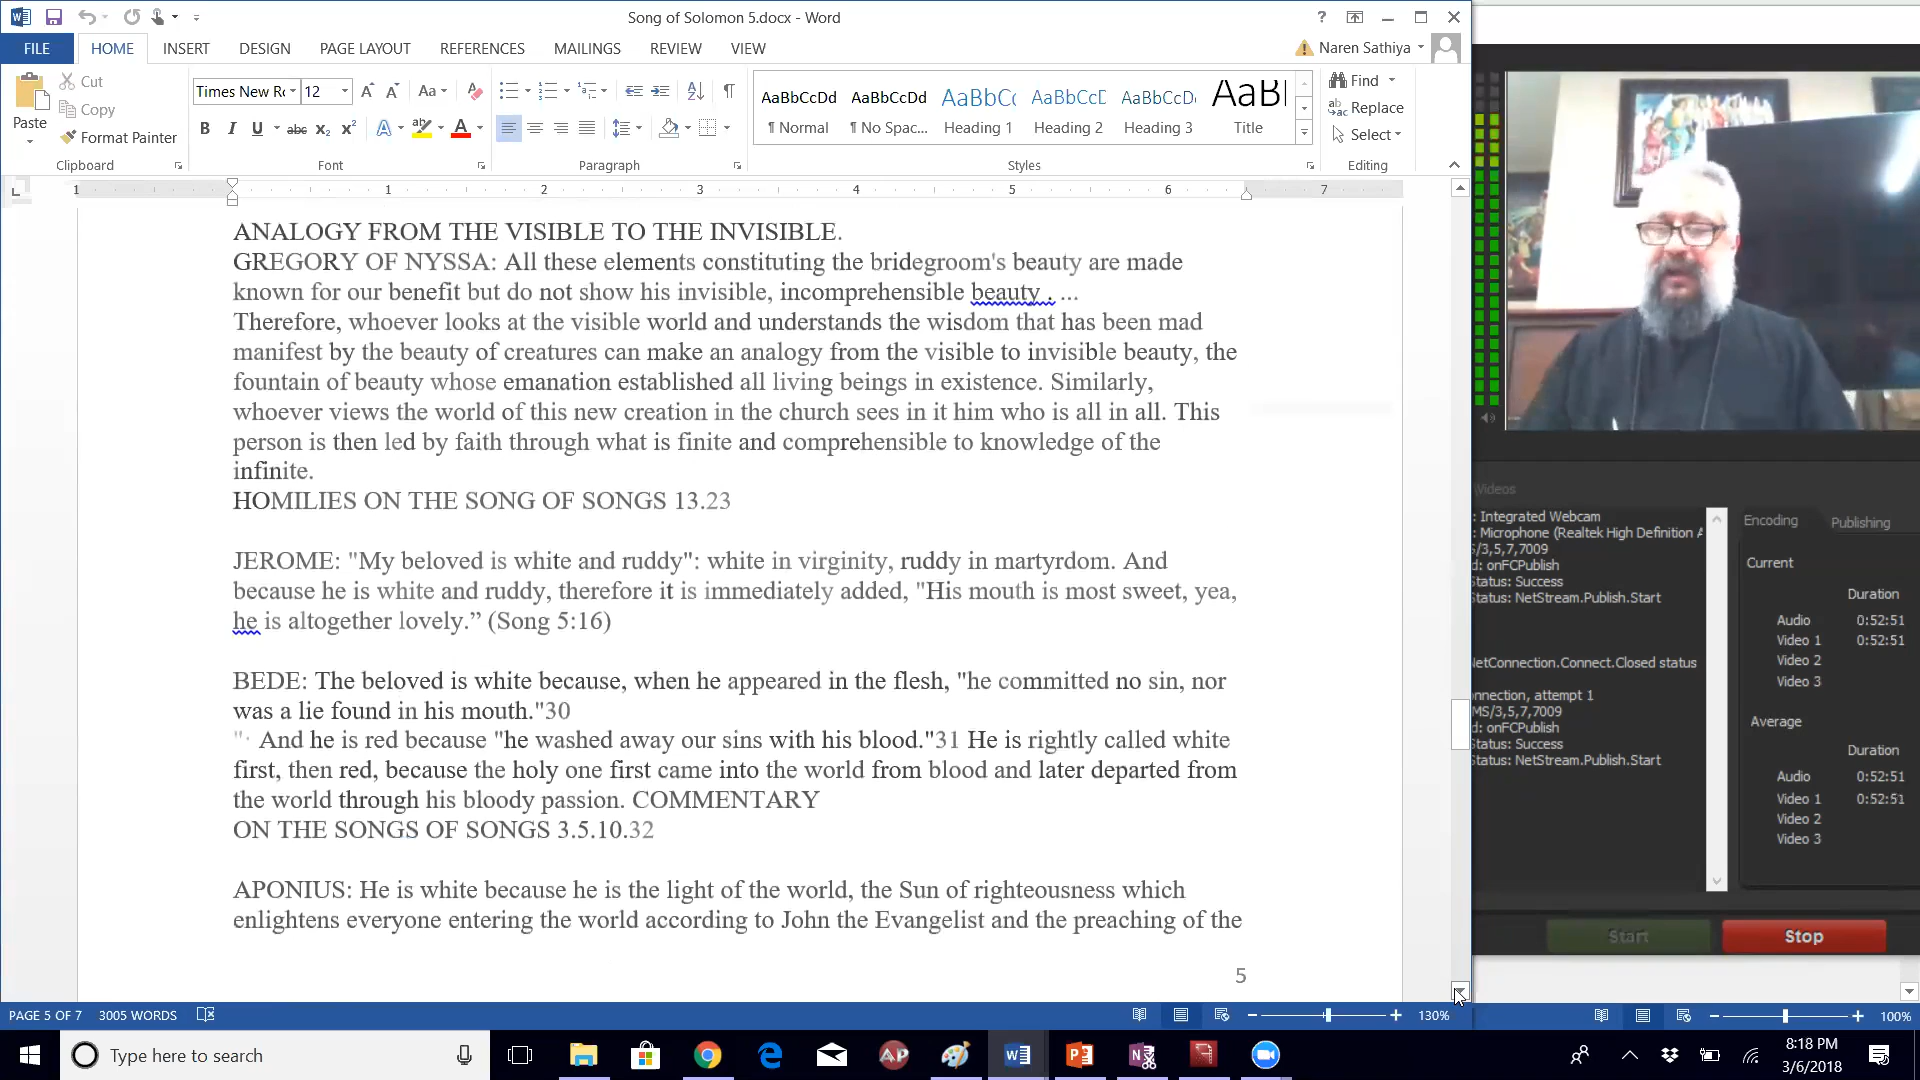 Song of Solomon 5.docx - Word
FILE HOME INSERT DESIGN PAGE LAYOUT REFERENCES MAILINGS REVIEW VIEW
Naren Sathiya
Paste
Cut
Copy
Format Painter
Clipboard
Times New Ro 12
Font
Paragraph
AaBbCcDd AaBbCcDd AaBbC AaBbCcD AaBbCcD AaB
¶ Normal ¶ No Spac... Heading 1 Heading 2 Heading 3 Title
Styles
Find
Replace
Select
Editing
1 1 2 3 4 5 6 7
ANALOGY FROM THE VISIBLE TO THE INVISIBLE.
GREGORY OF NYSSA: All these elements constituting the bridegroom's beauty are made
known for our benefit but do not show his invisible, incomprehensible beauty . ...
Therefore, whoever looks at the visible world and understands the wisdom that has been mad
manifest by the beauty of creatures can make an analogy from the visible to invisible beauty, the
fountain of beauty whose emanation established all living beings in existence. Similarly,
whoever views the world of this new creation in the church sees in it him who is all in all. This
person is then led by faith through what is finite and comprehensible to knowledge of the
infinite.
HOMILIES ON THE SONG OF SONGS 13.23
JEROME: "My beloved is white and ruddy": white in virginity, ruddy in martyrdom. And
because he is white and ruddy, therefore it is immediately added, "His mouth is most sweet, yea,
he is altogether lovely.” (Song 5:16)
BEDE: The beloved is white because, when he appeared in the flesh, "he committed no sin, nor
was a lie found in his mouth."30
"· And he is red because "he washed away our sins with his blood."31 He is rightly called white
first, then red, because the holy one first came into the world from blood and later departed from
the world through his bloody passion. COMMENTARY
ON THE SONGS OF SONGS 3.5.10.32
APONIUS: He is white because he is the light of the world, the Sun of righteousness which
enlightens everyone entering the world according to John the Evangelist and the preaching of the
5
PAGE 5 OF 7 3005 WORDS
130%
Videos
: Integrated Webcam
: Microphone (Realtek High Definition A
S/3,5,7,7009
d: onFCPublish
Status: Success
Status: NetStream.Publish.Start
NetConnection.Connect.Closed status
nnection, attempt 1
MS/3,5,7,7009
d: onFCPublish
Status: Success
Status: NetStream.Publish.Start
Encoding Publishing
Current
Duration
Audio 0:52:51
Video 1 0:52:51
Video 2
Video 3
Average
Duration
Audio 0:52:51
Video 1 0:52:51
Video 2
Video 3
Start Stop
100%
Type here to search
8:18 PM
3/6/2018